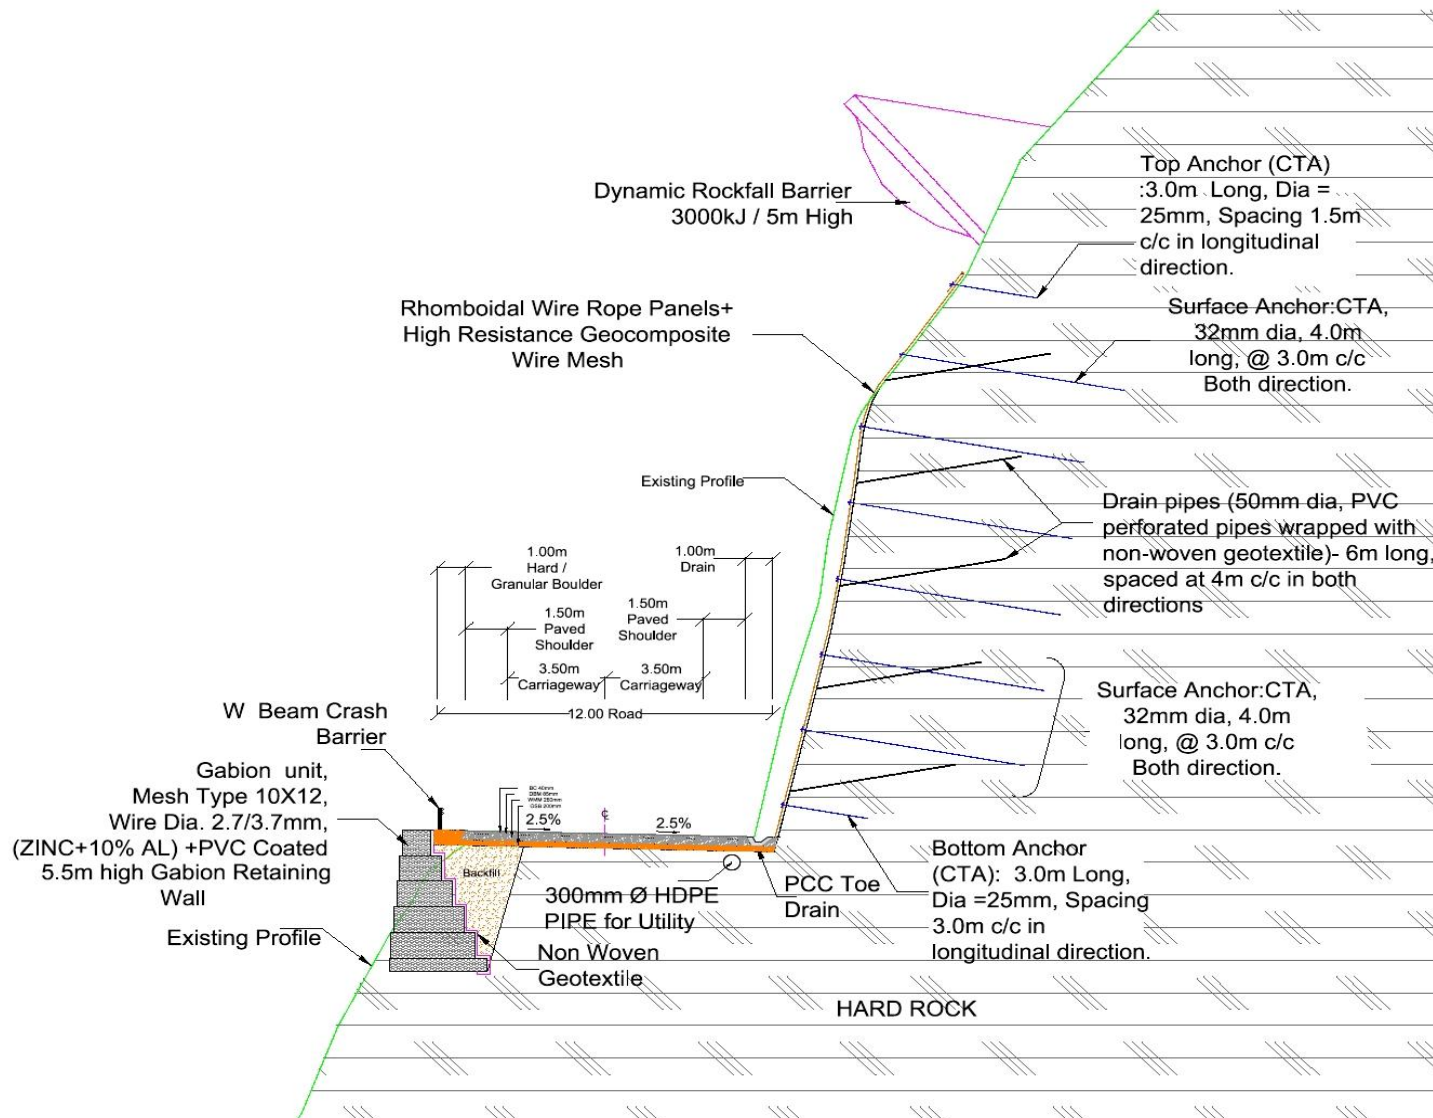 Top Anchor (CTA)
:3.0m Long, Dia =
25mm, Spacing 1.5m
c/c in longitudinal
direction.
Dynamic Rockfall Barrier
3000kJ / 5m High
Surface Anchor:CTA,
32mm dia, 4.0m
long, @ 3.0m c/c
Both direction.
Rhomboidal Wire Rope Panels+
High Resistance Geocomposite
Wire Mesh
Existing Profile
Drain pipes (50mm dia, PVC
perforated pipes wrapped with
non-woven geotextile)- 6m long,
spaced at 4m c/c in both
directions
1.00m
Hard /
Granular Boulder
1.00m
Drain
1.50m
Paved
Shoulder
1.50m
Paved
Shoulder
3.50m
Carriageway
3.50m
Carriageway
12.00 Road
Surface Anchor:CTA,
32mm dia, 4.0m
long, @ 3.0m c/c
Both direction.
W Beam Crash
Barrier
Gabion unit,
Mesh Type 10X12,
Wire Dia. 2.7/3.7mm,
(ZINC+10% AL) +PVC Coated
5.5m high Gabion Retaining
Wall
BC 40mm
DBM 85mm
WMM 250mm
GSB 200mm
2.5%
2.5%
Backfill
300mm Ø HDPE
PIPE for Utility
PCC Toe
Drain
Bottom Anchor
(CTA): 3.0m Long,
Dia =25mm, Spacing
3.0m c/c in
longitudinal direction.
Existing Profile
Non Woven
Geotextile
HARD ROCK